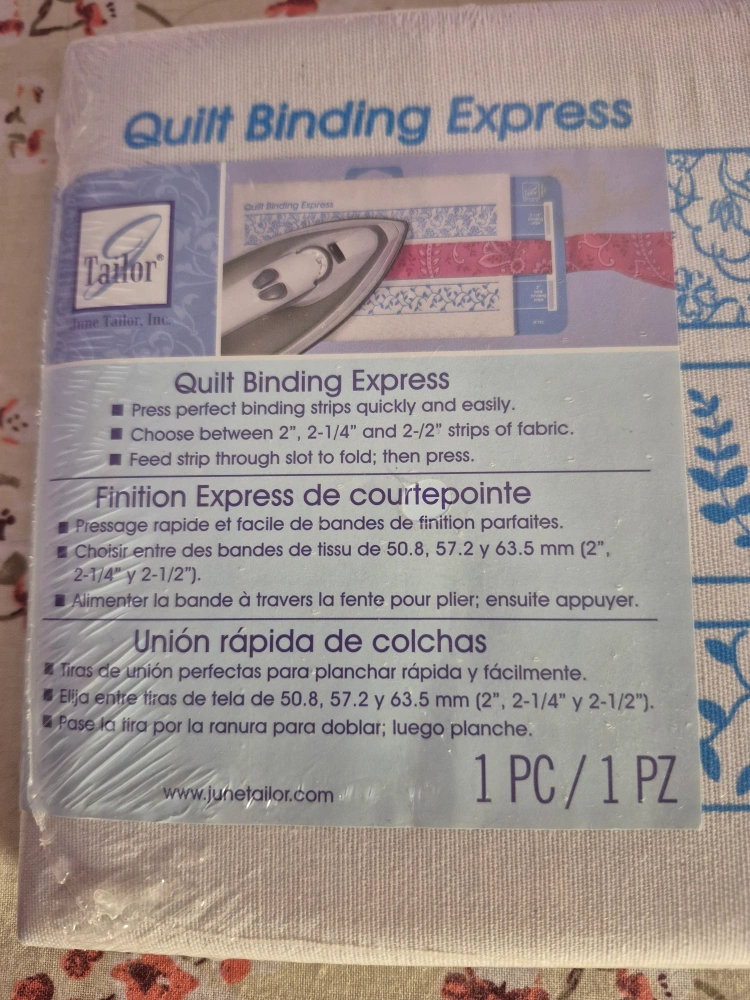 Quilt Binding Express
Quilt Binding Express
J
Tailor®
June Tailor, Inc.
Quilt Binding Express
■ Press perfect binding strips quickly and easily.
■ Choose between 2", 2-1/4" and 2-/2" strips of fabric.
■ Feed strip through slot to fold; then press.
Finition Express de courtepointe
■ Pressage rapide et facile de bandes de finition parfaites.
■ Choisir entre des bandes de tissu de 50.8, 57.2 y 63.5 mm (2",
2-1/4" y 2-1/2").
■ Alimenter la bande à travers la fente pour plier; ensuite appuyer.
Unión rápida de colchas
■ Tiras de unión perfectas para planchar rápida y fácilmente.
■ Elija entre tiras de tela de 50.8, 57.2 y 63.5 mm (2", 2-1/4" y 2-1/2").
■ Pase la tira por la ranura para doblar; luego planche.
www.junetailor.com
1 PC / 1 PZ